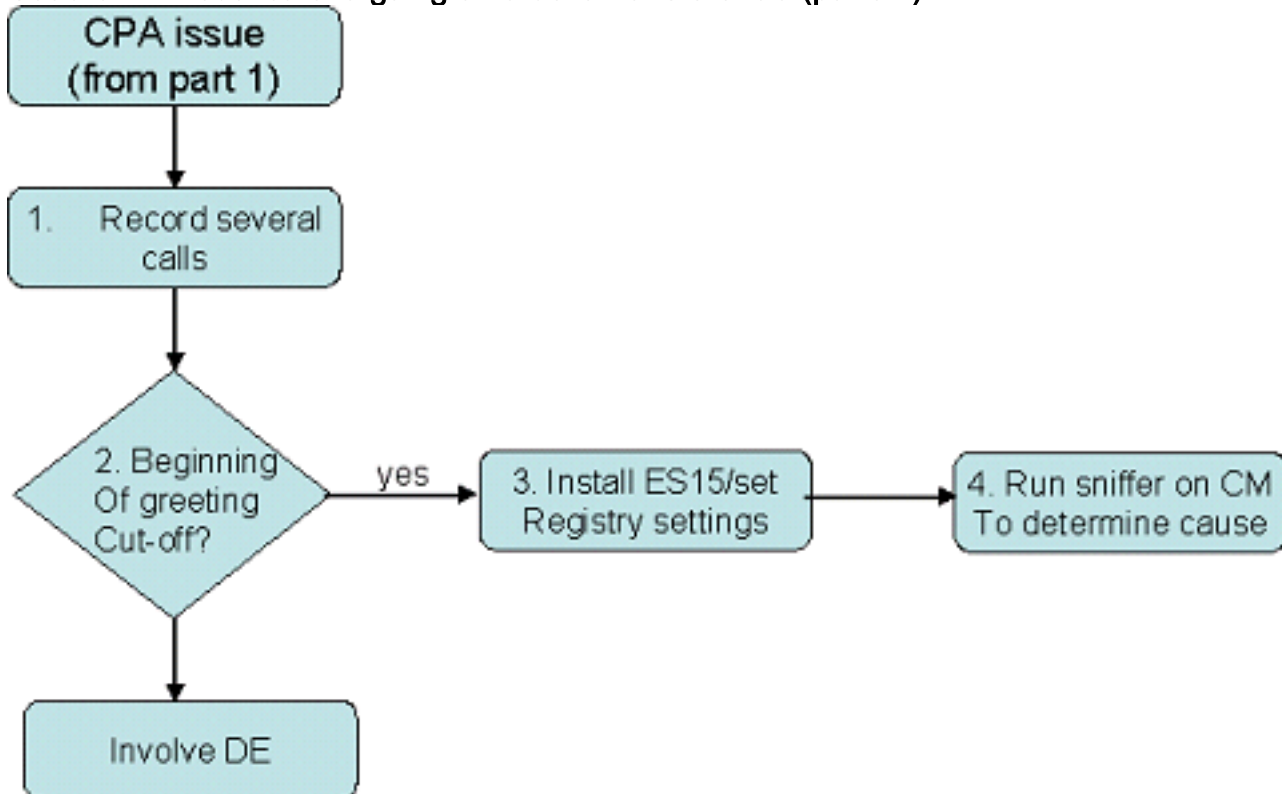 CPA issue
(from part 1)
1. Record several
calls
2. Beginning
Of greeting
Cut-off?
yes
3. Install ES15/set
Registry settings
4. Run sniffer on CM
To determine cause
Involve DE